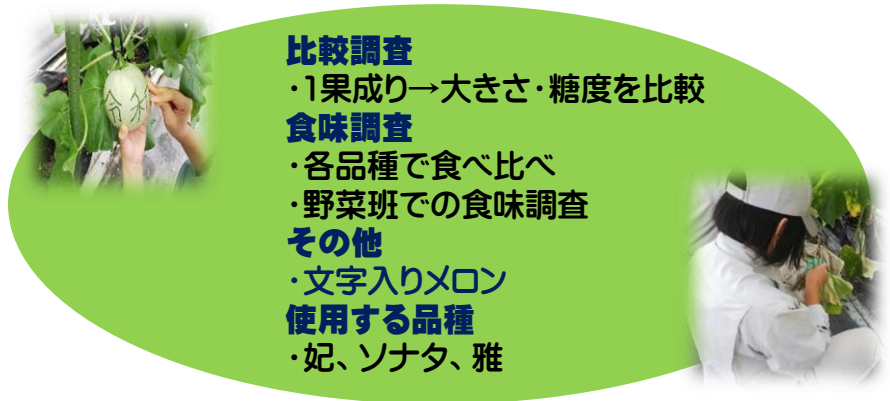 比較調査
・1果成り→大きさ・糖度を比較
食味調査
・各品種で食べ比べ
・野菜班での食味調査
その他
・文字入りメロン
使用する品種
・妃、ソナタ、雅